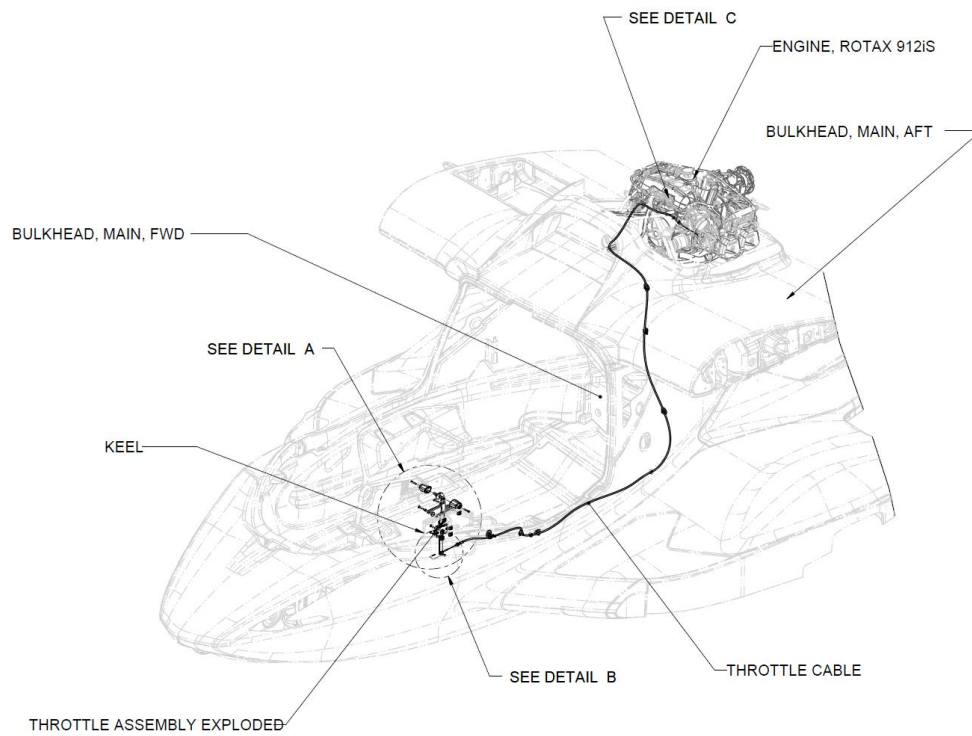 SEE DETAIL C
ENGINE, ROTAX 912iS
BULKHEAD, MAIN, AFT
BULKHEAD, MAIN, FWD
SEE DETAIL A
KEEL
SEE DETAIL B
THROTTLE CABLE
THROTTLE ASSEMBLY EXPLODED